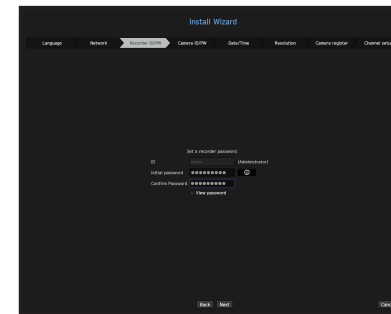 Install Wizard
Language Network Recorder ID/PW Camera ID/PW Date/Time Resolution Camera register Channel setu
Set a recorder password.
ID admin (Administrator)
Initial password ●●●●●●●●●
Confirm Password ●●●●●●●●●
View password
Back Next Canc